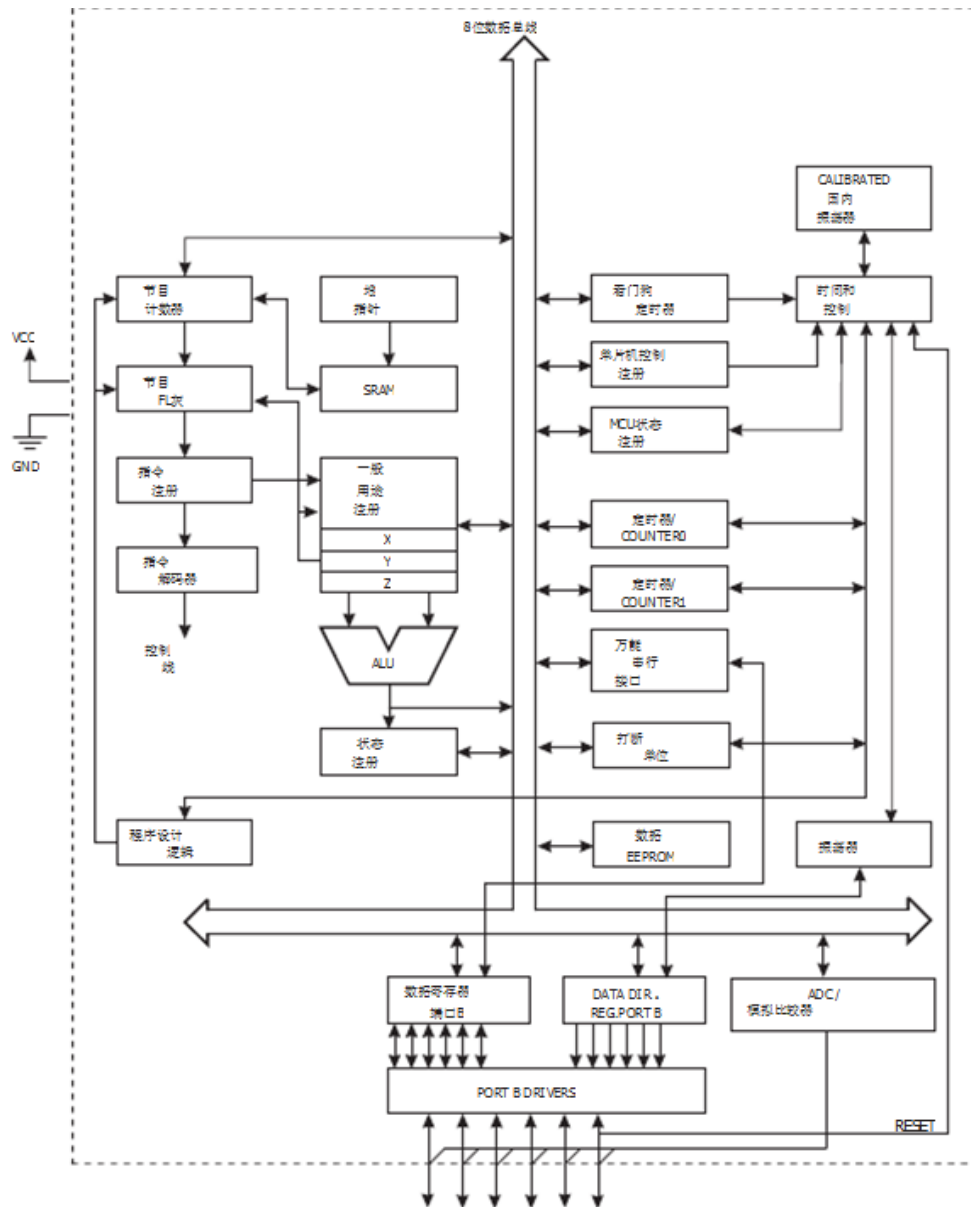 8位数据总线
CALIBRATED
国内
振荡器
节目
计数器
堆
指针
看门狗
定时器
时间和
控制
VCC
节目
FL灰
SRAM
单片机控制
注册
MCU状态
注册
GND
指令
注册
一般
用途
注册
X
Y
Z
定时器/
COUNTER0
指令
解码器
定时器/
COUNTER1
控制
线
ALU
万能
串行
接口
状态
注册
打断
单位
程序设计
逻辑
数据
EEPROM
振荡器
数据寄存器
端口B
DATA DIR.
REG.PORT B
ADC/
模拟比较器
PORT B DRIVERS
RESET